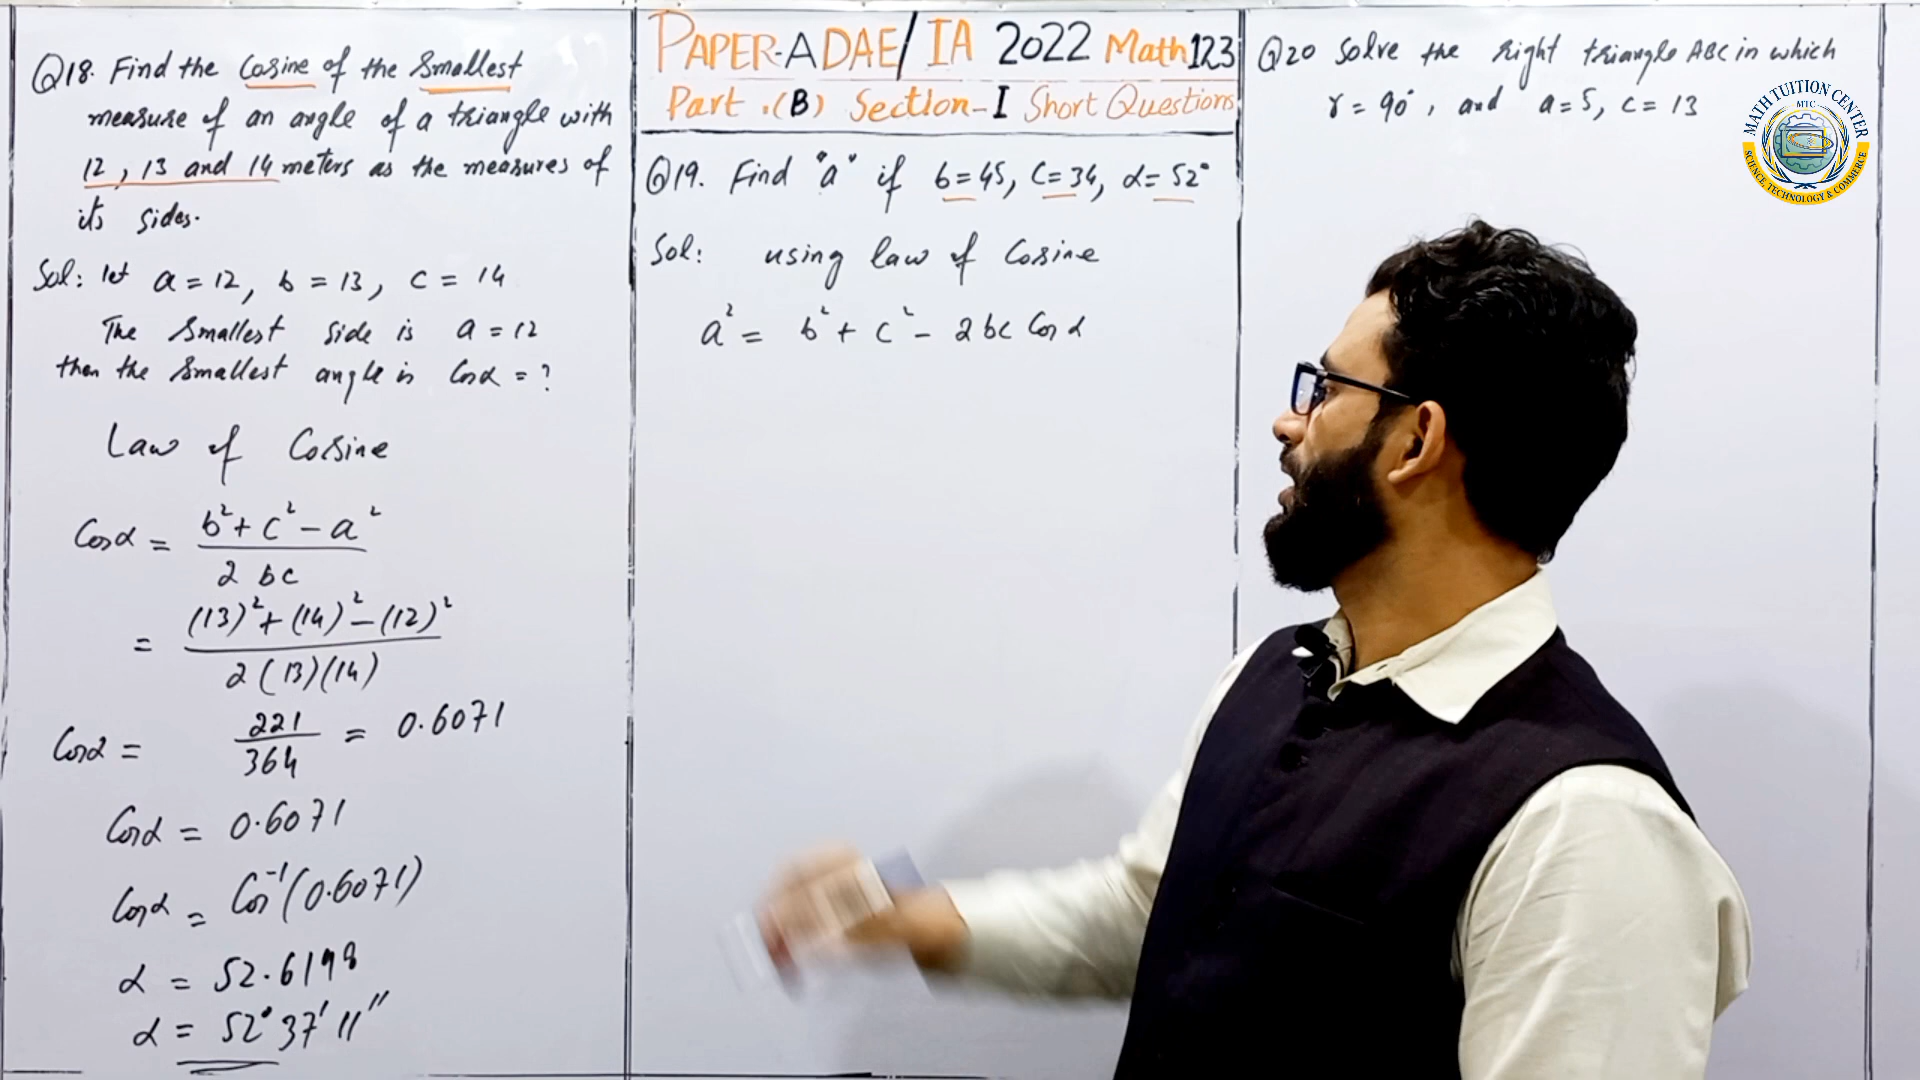 Q18. Find the Cosine of the Smallest
measure of an angle of a triangle with
12, 13 and 14 meters as the measures of
its sides.
Sol: let a = 12, b = 13, c = 14
The Smallest Side is a = 12
then the Smallest angle is Cosα = ?
Law of Cosine
Cosα = b² + c² - a² / 2 bc
= (13)² + (14)² - (12)² / 2 (13)(14)
Cosα = 221 / 364 = 0.6071
Cosα = 0.6071
Cosα = Cos⁻¹(0.6071)
α = 52.6198
α = 52° 37' 11"
PAPER-A DAE/IA 2022 Math 123
Part.(B) Section-I Short Questions
Q19. Find "a" if b=45, C=34, α= 52°
Sol: using law of Cosine
a² = b² + c² - 2bc Cosα
Q20 Solve the right triangle ABC in which
γ = 90°, and a=5, c=13
MATH TUITION CENTER
MTC
SCIENCE, TECHNOLOGY & COMMERCE